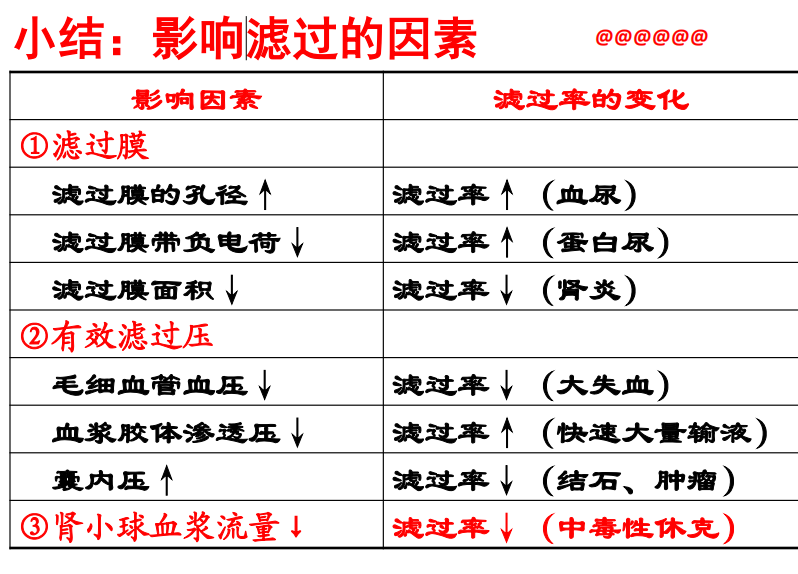 小结：影响滤过的因素 @@@@@@
影响因素 滤过率的变化
①滤过膜
滤过膜的孔径↑ 滤过率↑（血尿）
滤过膜带负电荷↓ 滤过率↑（蛋白尿）
滤过膜面积↓ 滤过率↓（肾炎）
②有效滤过压
毛细血管血压↓ 滤过率↓（大失血）
血浆胶体渗透压↓ 滤过率↑（快速大量输液）
囊内压↑ 滤过率↓（结石、肿瘤）
③肾小球血浆流量↓ 滤过率↓（中毒性休克）